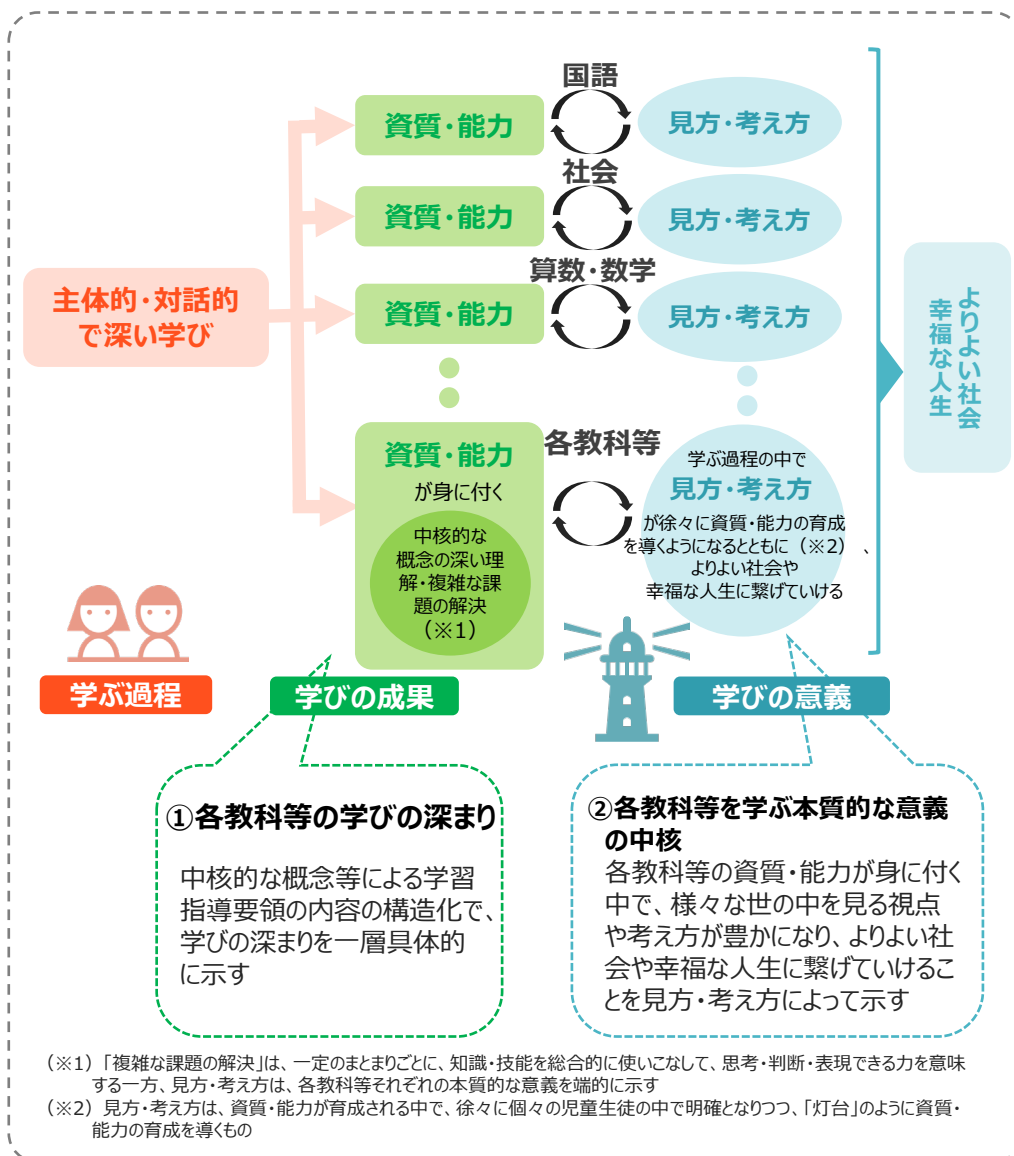 国語
資質・能力
見方・考え方
社会
資質・能力
見方・考え方
算数・数学
資質・能力
見方・考え方
主体的・対話的
で深い学び
よりよい社会
幸福な人生
各教科等
資質・能力
が身に付く
中核的な
概念の深い理
解・複雑な課
題の解決
（※1）
学ぶ過程の中で
見方・考え方
が徐々に資質・能力の育成
を導くようになるとともに（※2）、
よりよい社会や
幸福な人生に繋げていける
学ぶ過程
学びの成果
学びの意義
①各教科等の学びの深まり
中核的な概念等による学習
指導要領の内容の構造化で、
学びの深まりを一層具体的
に示す
②各教科等を学ぶ本質的な意義
の中核
各教科等の資質・能力が身に付く
中で、様々な世の中を見る視点
や考え方が豊かになり、よりよい社
会や幸福な人生に繋げていけるこ
とを見方・考え方によって示す
（※1）「複雑な課題の解決」は、一定のまとまりごとに、知識・技能を総合的に使いこなして、思考・判断・表現できる力を意味
する一方、見方・考え方は、各教科等それぞれの本質的な意義を端的に示す
（※2）見方・考え方は、資質・能力が育成される中で、徐々に個々の児童生徒の中で明確となりつつ、「灯台」のように資質・
能力の育成を導くもの